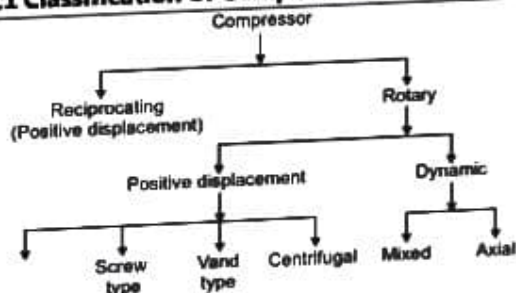 Compressor
Reciprocating
(Positive displacement)
Rotary
Positive displacement
Dynamic
Screw
type
Vand
type
Centrifugal
Mixed
Axial